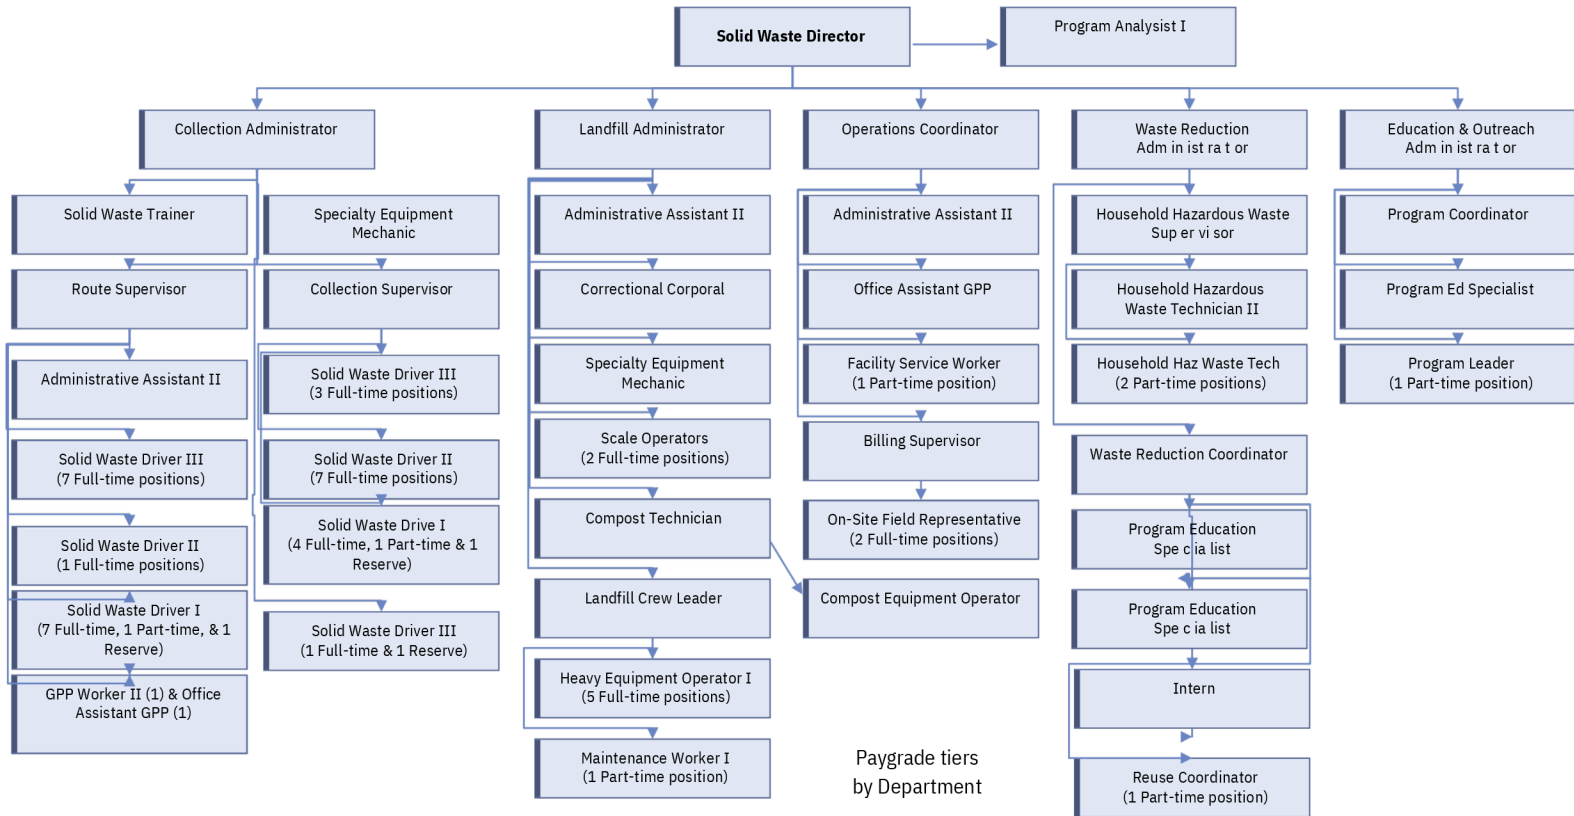 Solid Waste Director
Program Analysist I
Collection Administrator
Landfill Administrator
Operations Coordinator
Waste Reduction
Adm in ist ra t or
Education & Outreach
Adm in ist ra t or
Solid Waste Trainer
Specialty Equipment
Mechanic
Administrative Assistant II
Administrative Assistant II
Household Hazardous Waste
Sup er vi sor
Program Coordinator
Route Supervisor
Collection Supervisor
Correctional Corporal
Office Assistant GPP
Household Hazardous
Waste Technician II
Program Ed Specialist
Administrative Assistant II
Solid Waste Driver III
(3 Full-time positions)
Specialty Equipment
Mechanic
Facility Service Worker
(1 Part-time position)
Household Haz Waste Tech
(2 Part-time positions)
Program Leader
(1 Part-time position)
Solid Waste Driver III
(7 Full-time positions)
Solid Waste Driver II
(7 Full-time positions)
Scale Operators
(2 Full-time positions)
Billing Supervisor
Waste Reduction Coordinator
Solid Waste Driver II
(1 Full-time positions)
Solid Waste Drive I
(4 Full-time, 1 Part-time & 1
Reserve)
Compost Technician
On-Site Field Representative
(2 Full-time positions)
Program Education
Spe c ia list
Solid Waste Driver I
(7 Full-time, 1 Part-time, & 1
Reserve)
Solid Waste Driver III
(1 Full-time & 1 Reserve)
Landfill Crew Leader
Compost Equipment Operator
Program Education
Spe c ia list
GPP Worker II (1) & Office
Assistant GPP (1)
Heavy Equipment Operator I
(5 Full-time positions)
Intern
Maintenance Worker I
(1 Part-time position)
Paygrade tiers
by Department
Reuse Coordinator
(1 Part-time position)